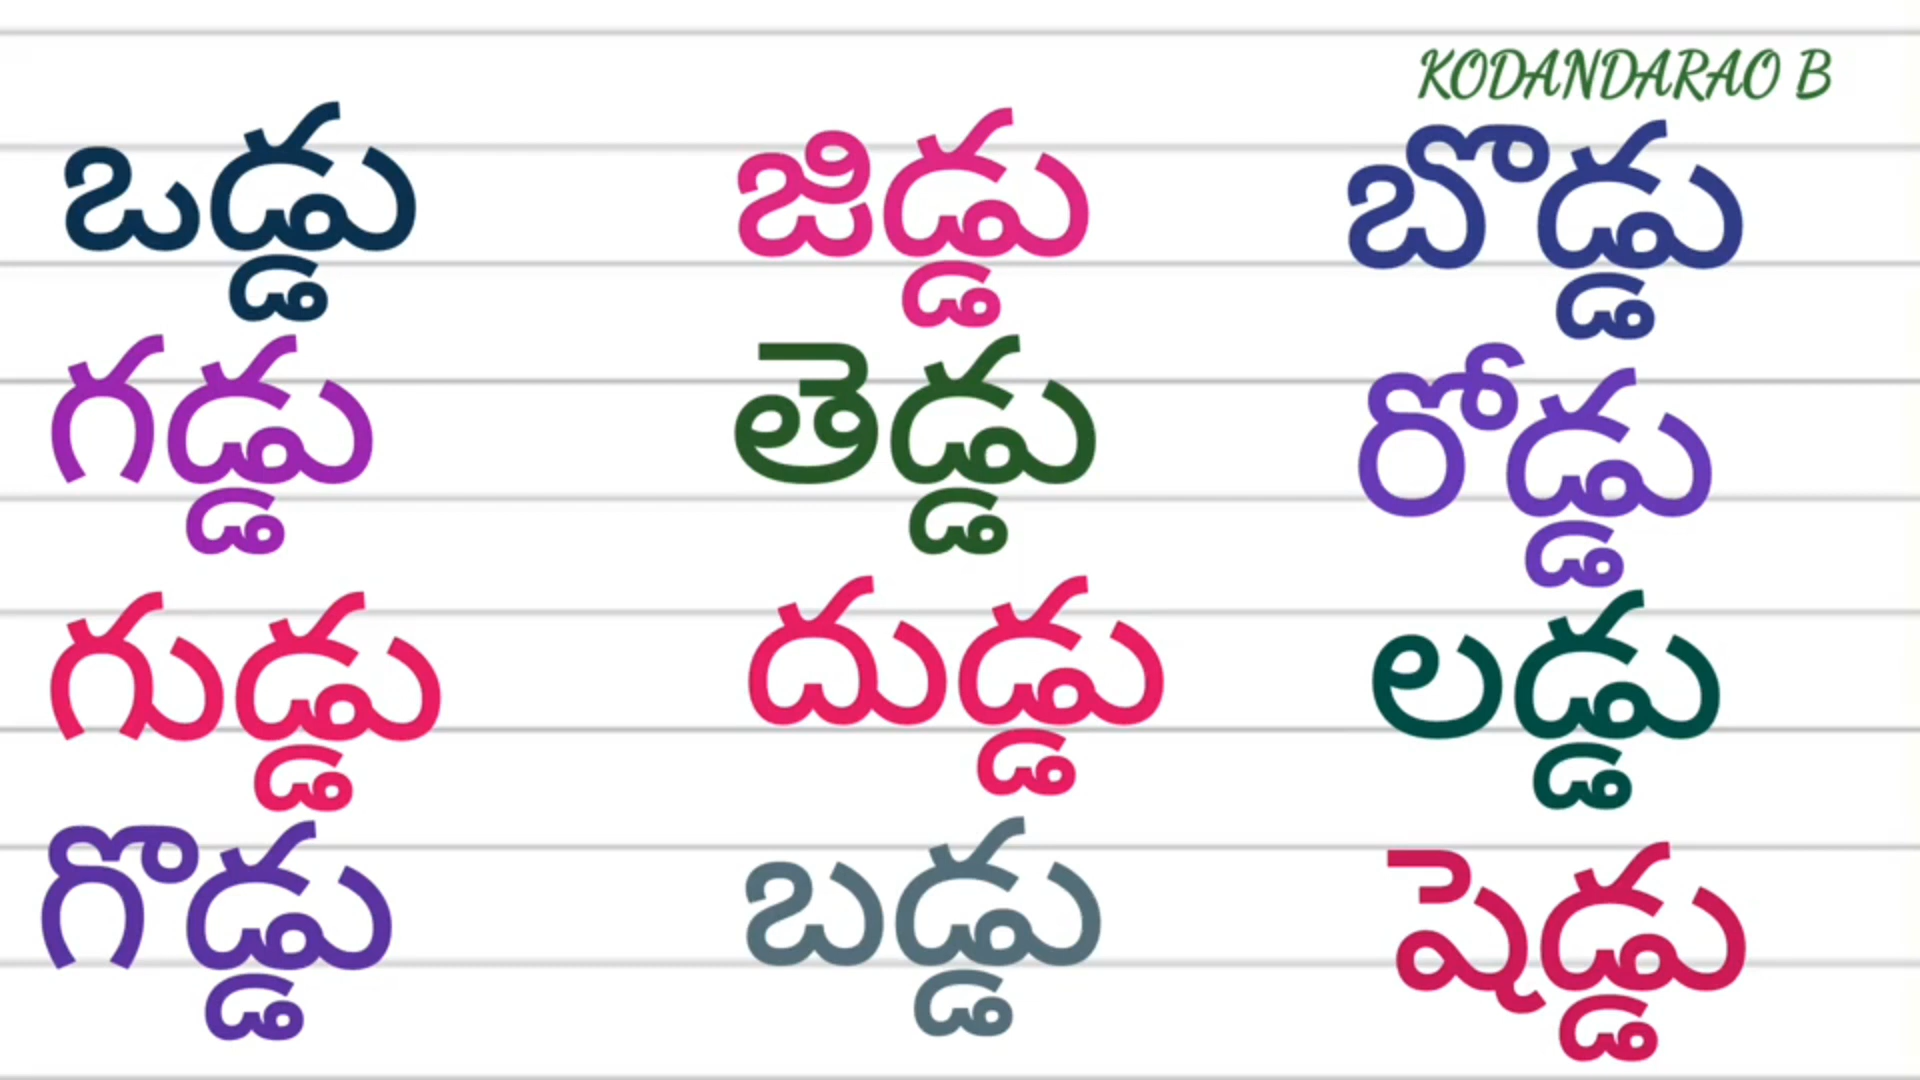 KODANDARAO B
ఒడ్డు జిడ్డు బొడ్డు
గడ్డు తెడ్డు రోడ్డు
గుడ్డు దుడ్డు లడ్డు
గొడ్డు బడ్డు షెడ్డు